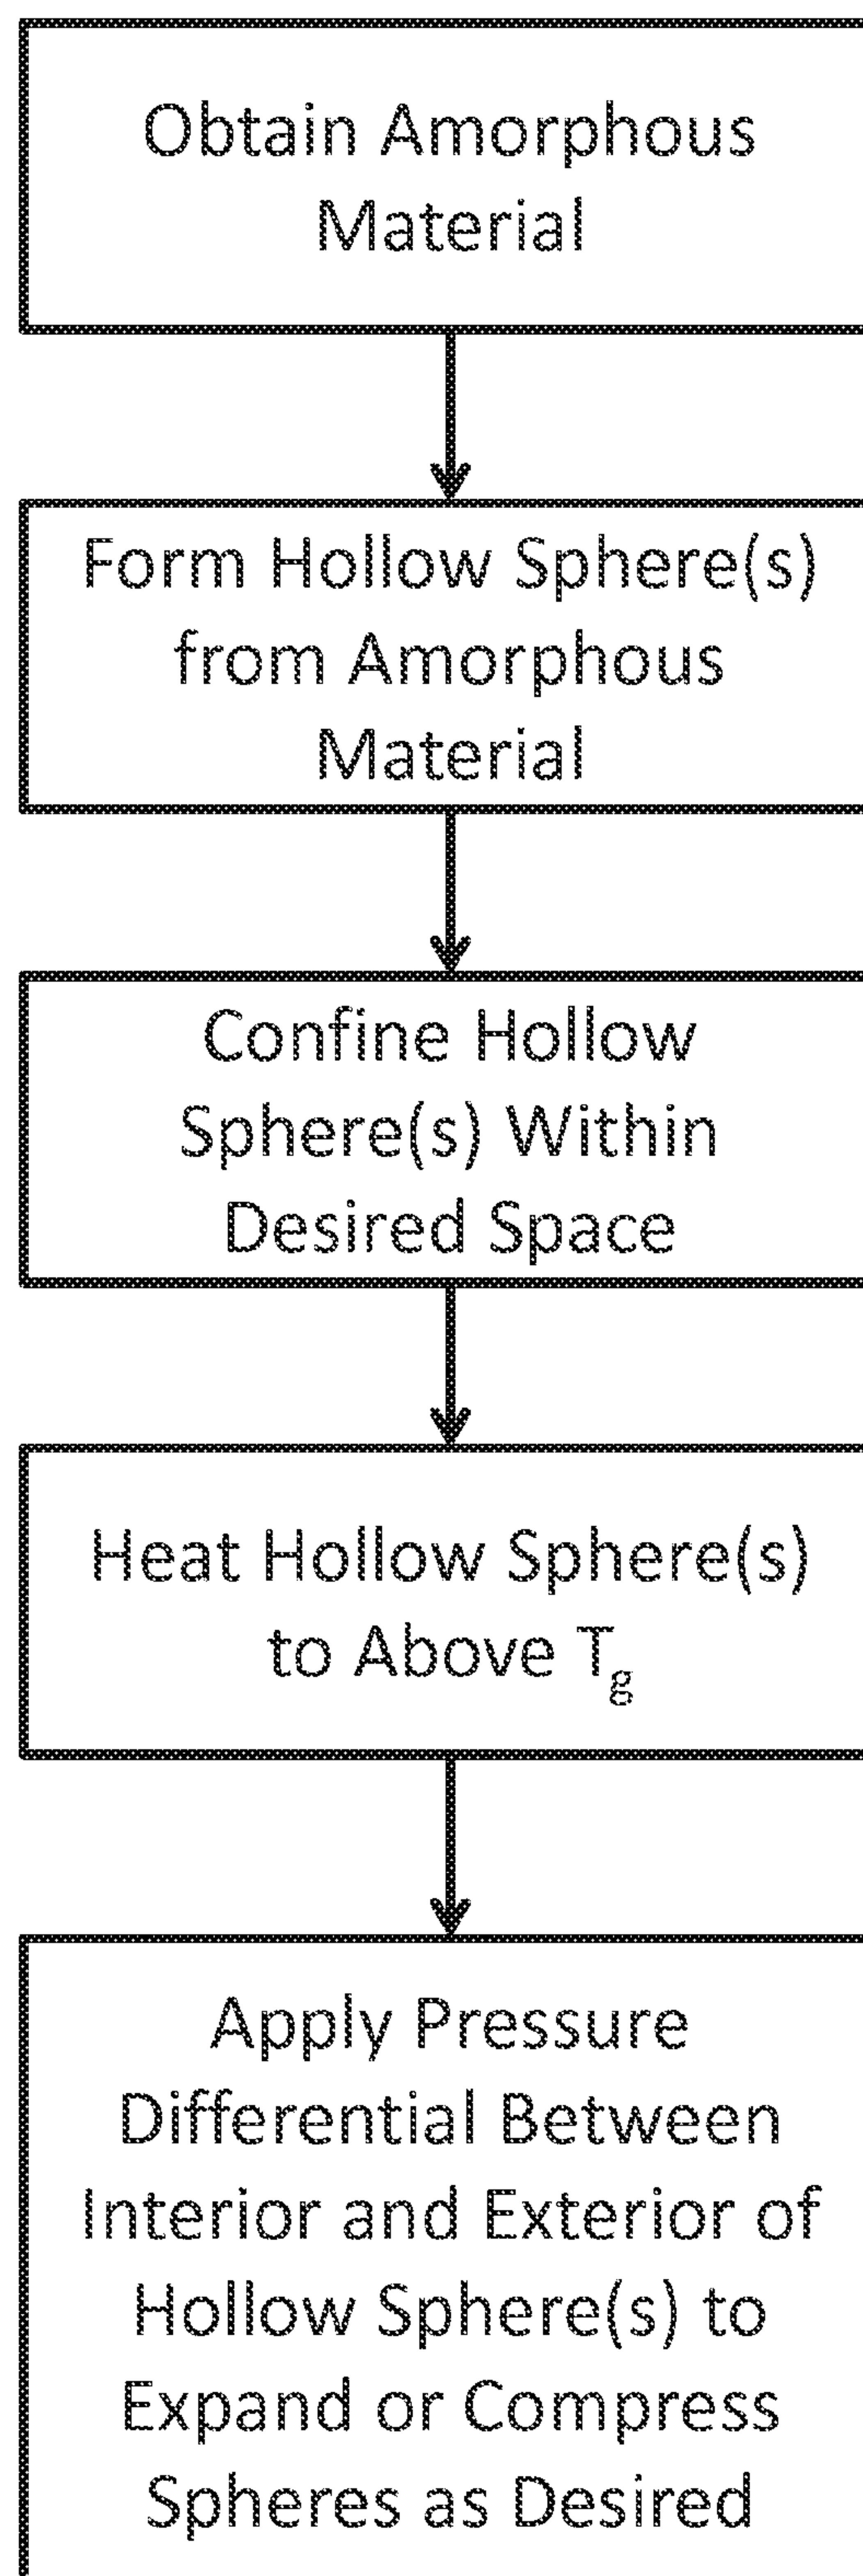 Obtain Amorphous
Material
Form Hollow Sphere(s)
from Amorphous
Material
Confine Hollow
Sphere(s) Within
Desired Space
Heat Hollow Sphere(s)
to Above Tg
Apply Pressure
Differential Between
Interior and Exterior of
Hollow Sphere(s) to
Expand or Compress
Spheres as Desired